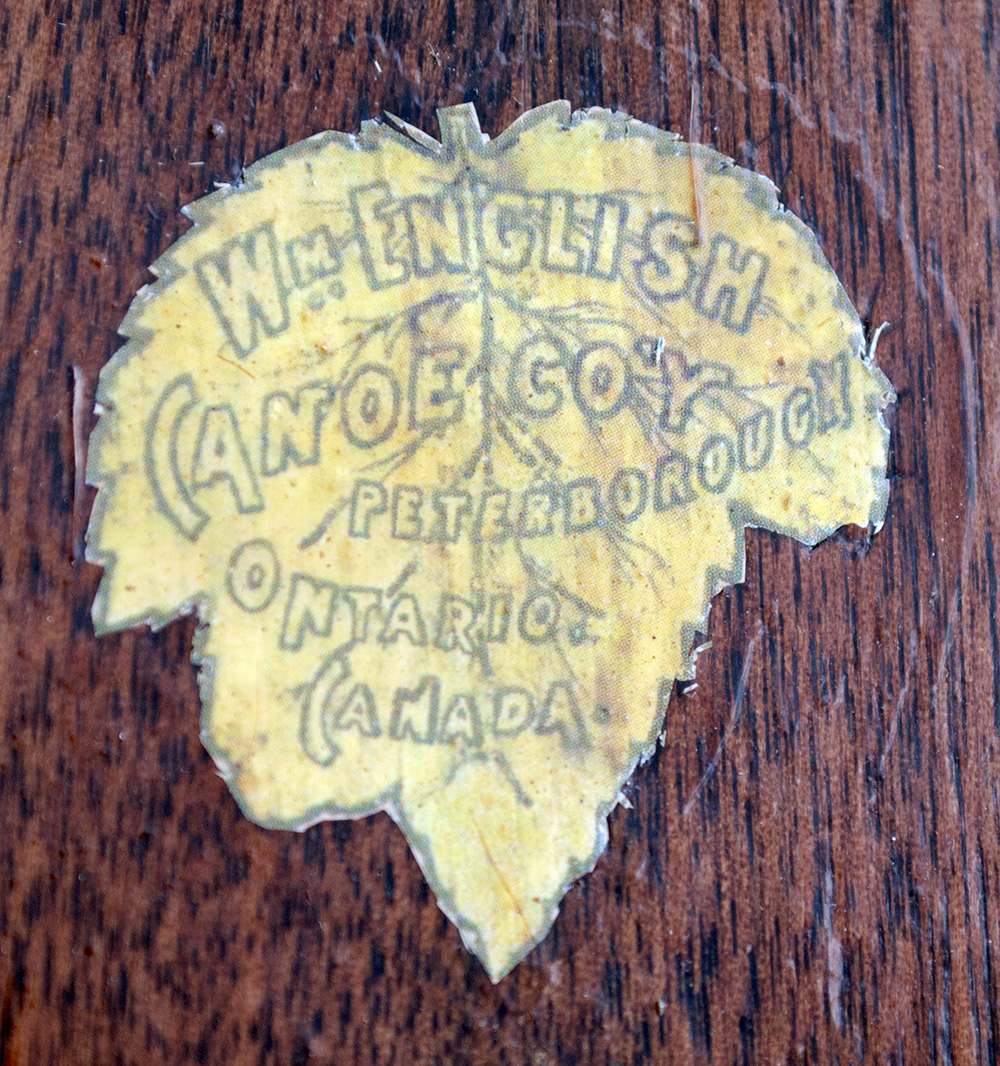 Wm. ENGLISH
CANOE CO'Y
PETERBOROUGH
ONTARIO.
CANADA.